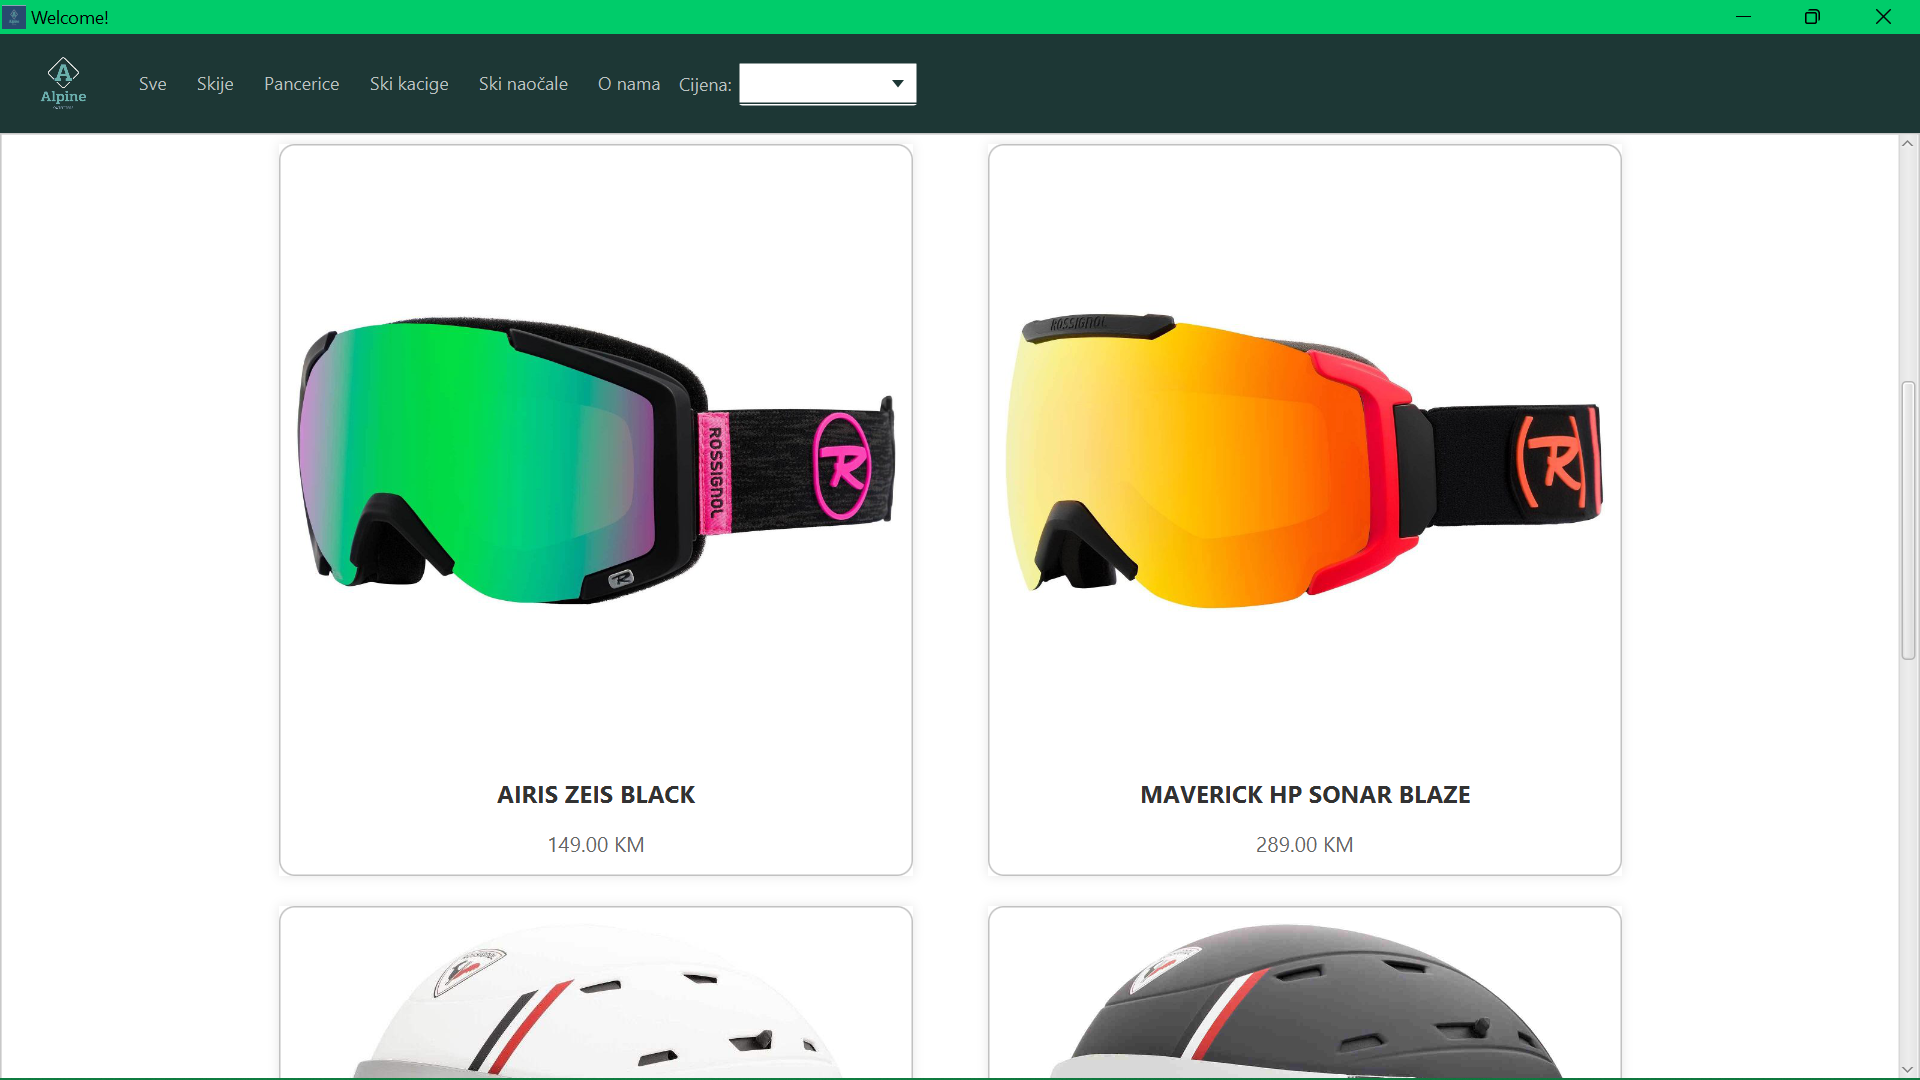 Welcome!
A
Alpine
Sve
Skije
Pancerice
Ski kacige
Ski naočale
O nama
Cijena:
ROSSIGNOL
R
R
ROSSIGNOL
R
AIRIS ZEIS BLACK
149.00 KM
MAVERICK HP SONAR BLAZE
289.00 KM
ROSSIGNOL